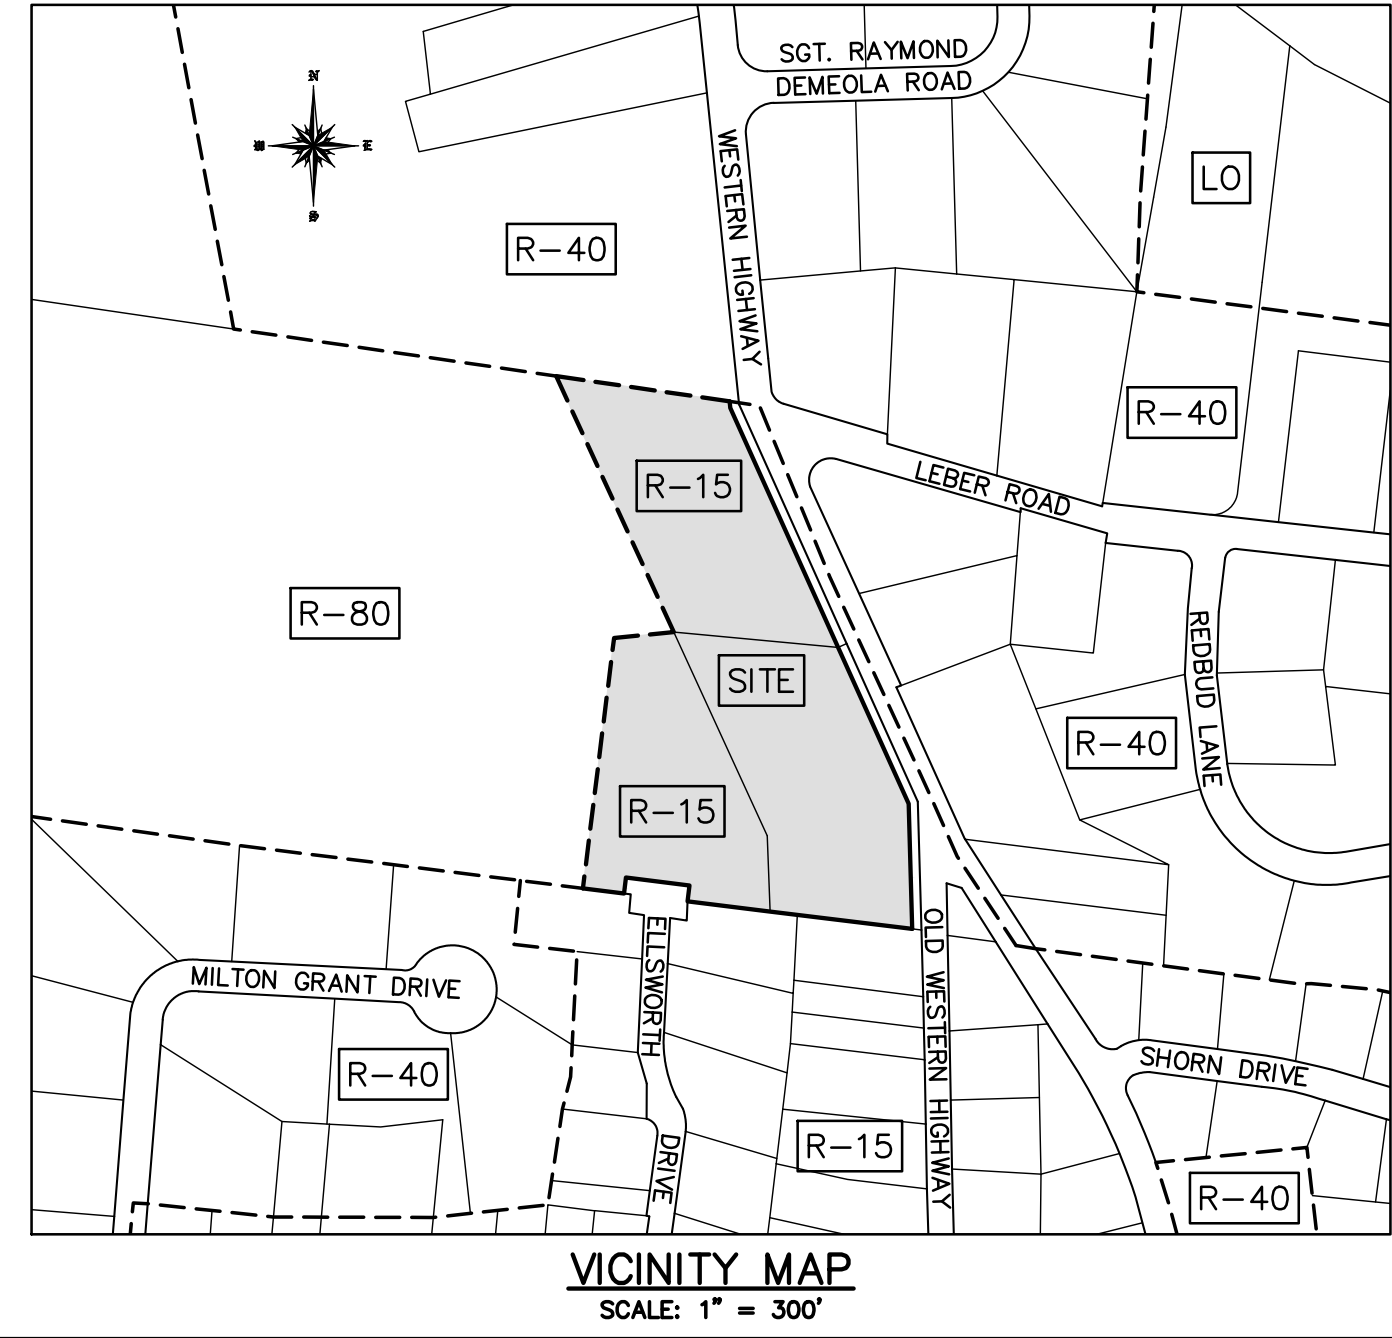 SGT. RAYMOND
DEMEOLA ROAD
N
E
S
WESTERN HIGHWAY
LO
R-40
R-40
R-15
LEBER ROAD
R-80
SITE
REDBUD LANE
R-40
R-15
MILTON GRANT DRIVE
ELLSWORTH
DRIVE
OLD WESTERN HIGHWAY
SHORN DRIVE
R-40
R-15
R-40
VICINITY MAP
SCALE: 1" = 300'